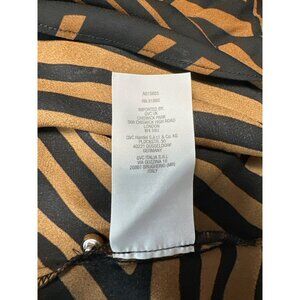 IMPORTED BY:
QVC UK
CHISWICK PARK
566 CHISWICK HIGH ROAD
LONDON
W4 5XU
QVC Handel S.à r.l. & Co. KG
PLOCKSTR. 30
40221 DÜSSELDORF
GERMANY
QVC ITALIA S.r.l.
VIA GUZZINA 18
20861 BRUGHERIO (MB)
ITALY